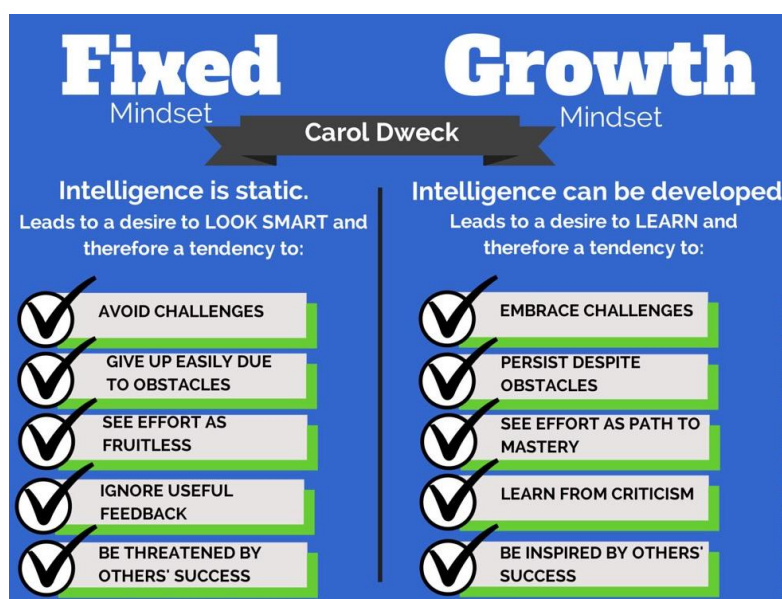 Fixed
Mindset
Growth
Mindset
Carol Dweck
Intelligence is static.
Leads to a desire to LOOK SMART and
therefore a tendency to:
AVOID CHALLENGES
GIVE UP EASILY DUE
TO OBSTACLES
SEE EFFORT AS
FRUITLESS
IGNORE USEFUL
FEEDBACK
BE THREATENED BY
OTHERS' SUCCESS
Intelligence can be developed
Leads to a desire to LEARN and
therefore a tendency to:
EMBRACE CHALLENGES
PERSIST DESPITE
OBSTACLES
SEE EFFORT AS PATH TO
MASTERY
LEARN FROM CRITICISM
BE INSPIRED BY OTHERS'
SUCCESS